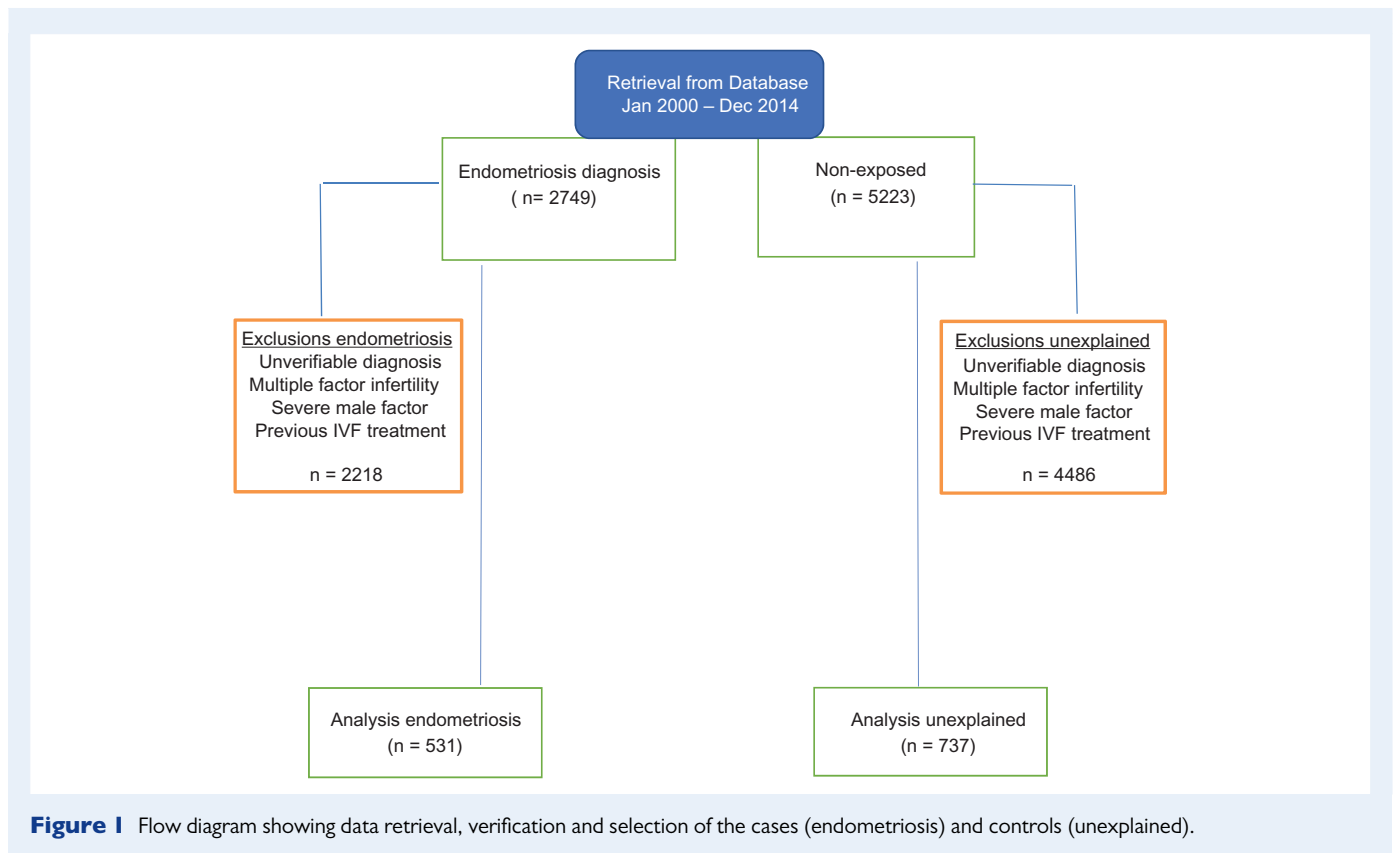 Retrieval from Database
Jan 2000 – Dec 2014
Endometriosis diagnosis
( n= 2749)
Non-exposed
(n = 5223)
Exclusions endometriosis
Unverifiable diagnosis
Multiple factor infertility
Severe male factor
Previous IVF treatment
n = 2218
Exclusions unexplained
Unverifiable diagnosis
Multiple factor infertility
Severe male factor
Previous IVF treatment
n = 4486
Analysis endometriosis
(n = 531)
Analysis unexplained
(n = 737)
Figure 1 Flow diagram showing data retrieval, verification and selection of the cases (endometriosis) and controls (unexplained).